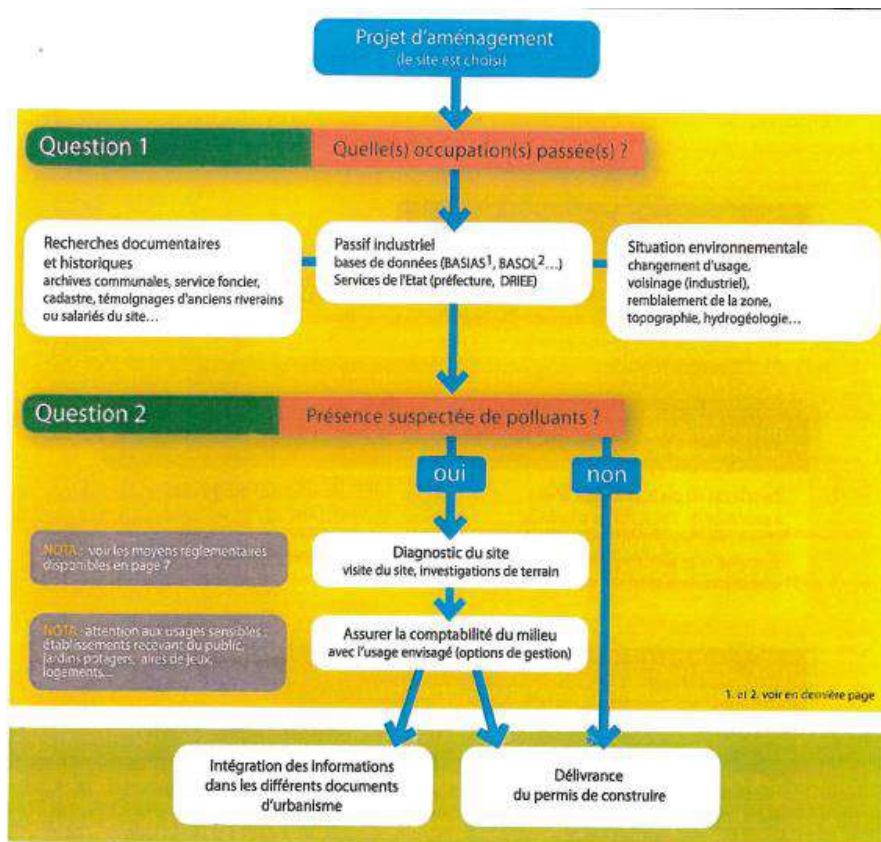 Projet d'aménagement
(le site est choisi)
Question 1
Quelle(s) occupation(s) passée(s) ?
Recherches documentaires
et historiques
archives communales, service foncier,
cadastre, témoignages d'anciens riverains
ou salariés du site...
Passif industriel
bases de données (BASIAS¹, BASOL²...)
Services de l'Etat (préfecture, DRIEE)
Situation environnementale
changement d'usage,
voisinage (industriel),
remblaiement de la zone,
topographie, hydrogéologie...
Question 2
Présence suspectée de polluants ?
oui
non
NOTA : voir les moyens réglementaires
disponibles en page 7
Diagnostic du site
visite du site, investigations de terrain
NOTA : attention aux usages sensibles :
établissements recevant du public,
jardins potagers, aires de jeux,
logements...
Assurer la comptabilité du milieu
avec l'usage envisagé (options de gestion)
1. et 2. voir en dernière page
Intégration des informations
dans les différents documents
d'urbanisme
Délivrance
du permis de construire